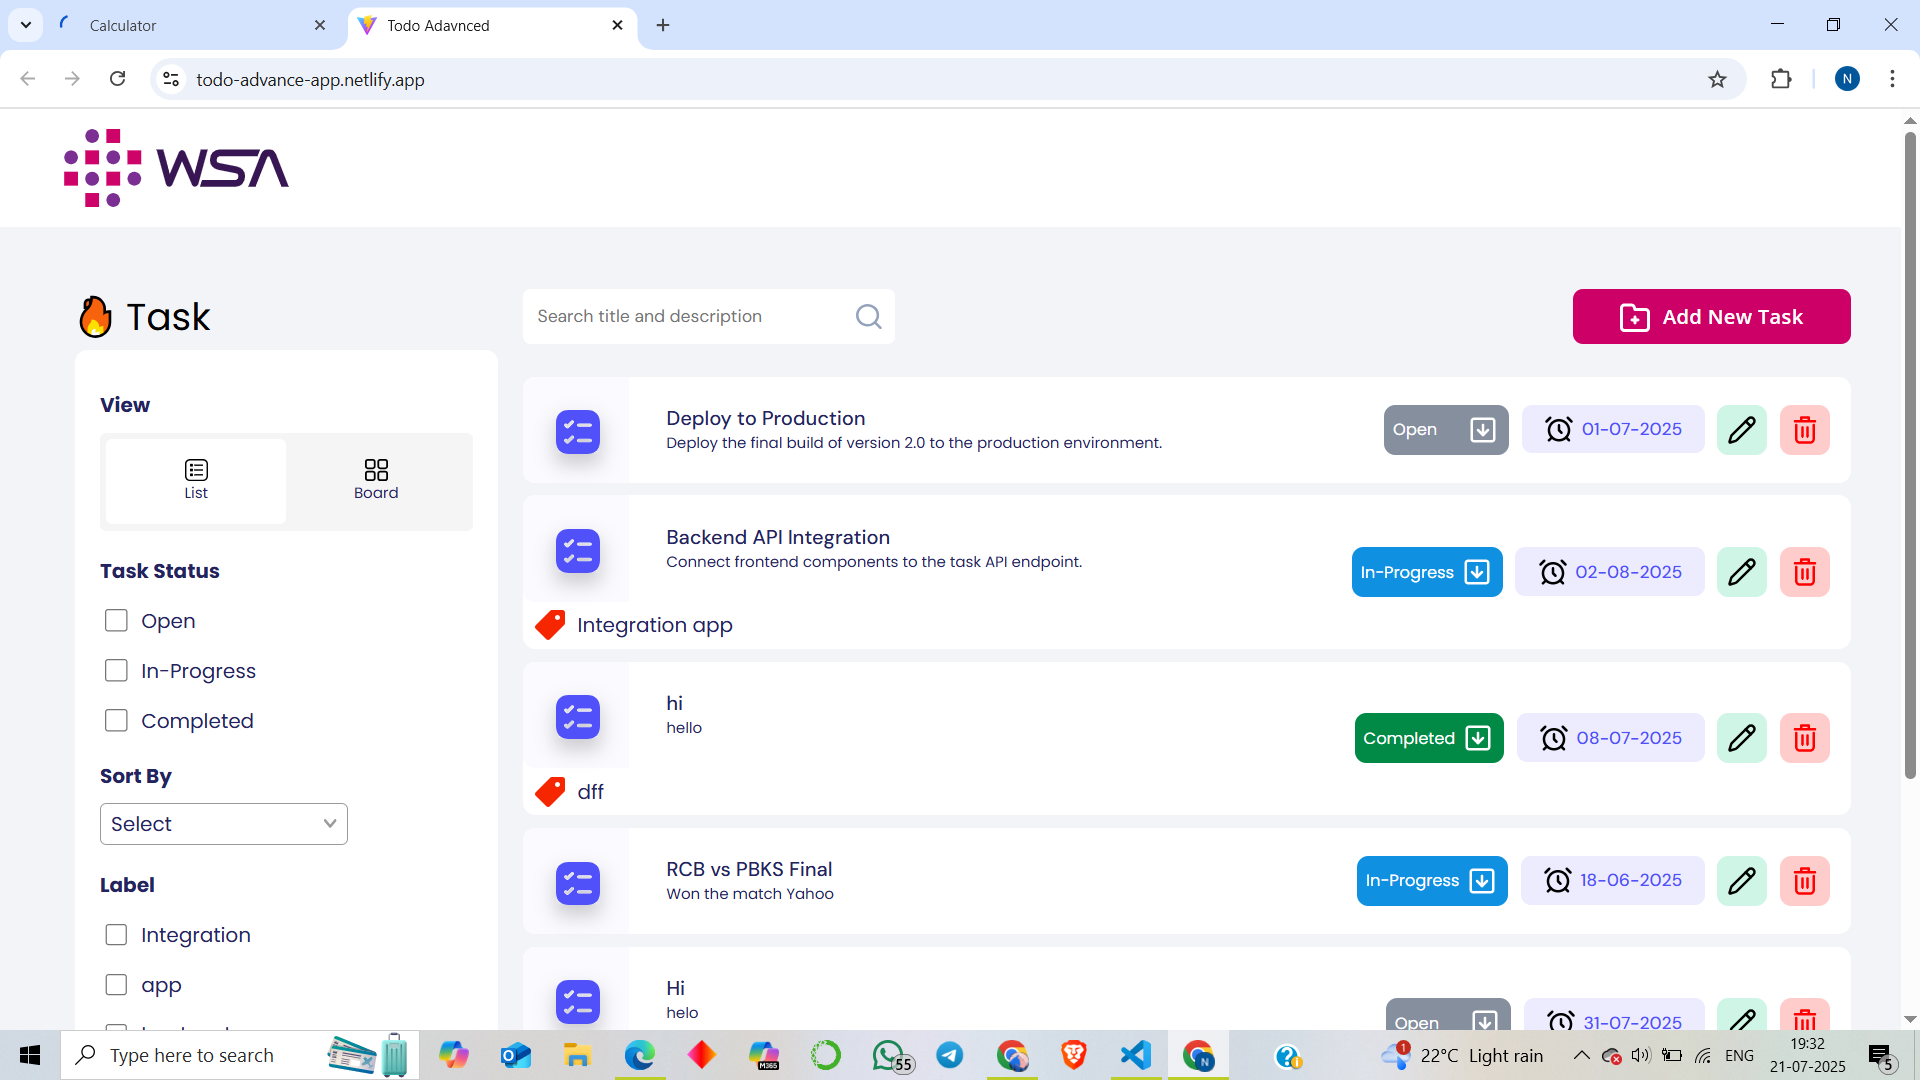 Calculator
Todo Adavnced
todo-advance-app.netlify.app
N
WSA
Task
Search title and description
Add New Task
View
List
Board
Task Status
Open
In-Progress
Completed
Sort By
Select
Label
Integration
app
Deploy to Production
Deploy the final build of version 2.0 to the production environment.
Open
01-07-2025
Backend API Integration
Connect frontend components to the task API endpoint.
In-Progress
02-08-2025
Integration app
hi
hello
Completed
08-07-2025
dff
RCB vs PBKS Final
Won the match Yahoo
In-Progress
18-06-2025
Hi
helo
Open
31-07-2025
Type here to search
M365
55
N
1
22°C Light rain
ENG
19:32
21-07-2025
5